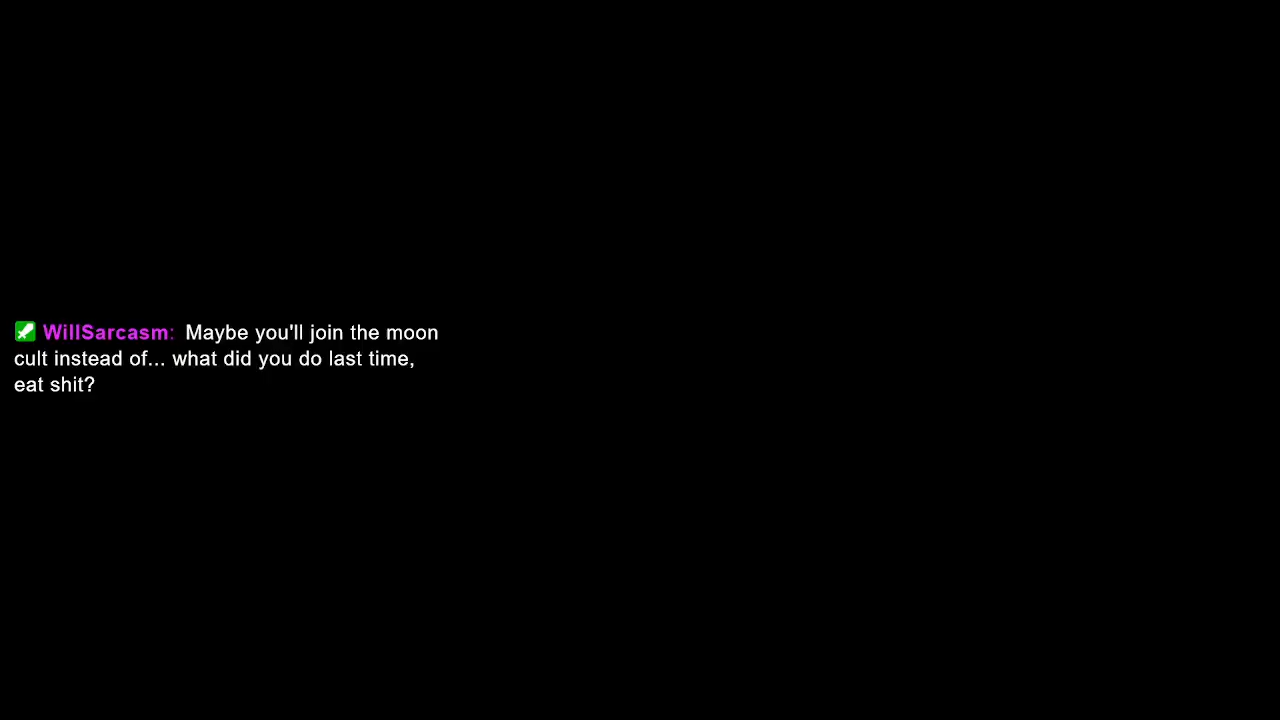 WillSarcasm: Maybe you'll join the moon
cult instead of... what did you do last time,
eat shit?